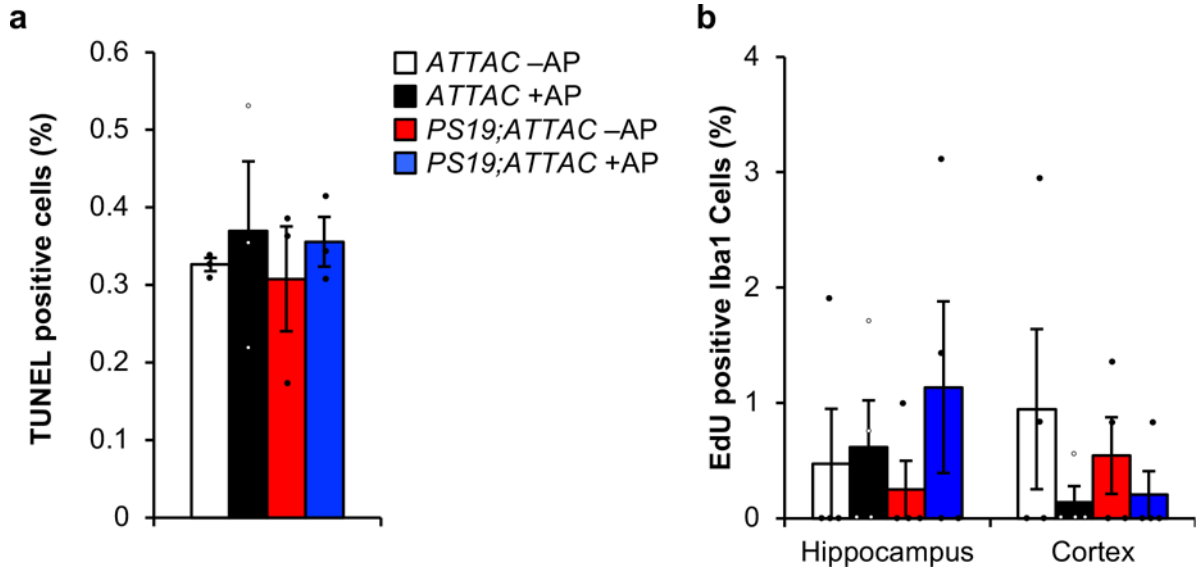 a
TUNEL positive cells (%)
0.6
0.5
0.4
0.3
0.2
0.1
0
ATTAC –AP
ATTAC +AP
PS19;ATTAC –AP
PS19;ATTAC +AP
b
EdU positive Iba1 Cells (%)
4
3
2
1
0
Hippocampus
Cortex